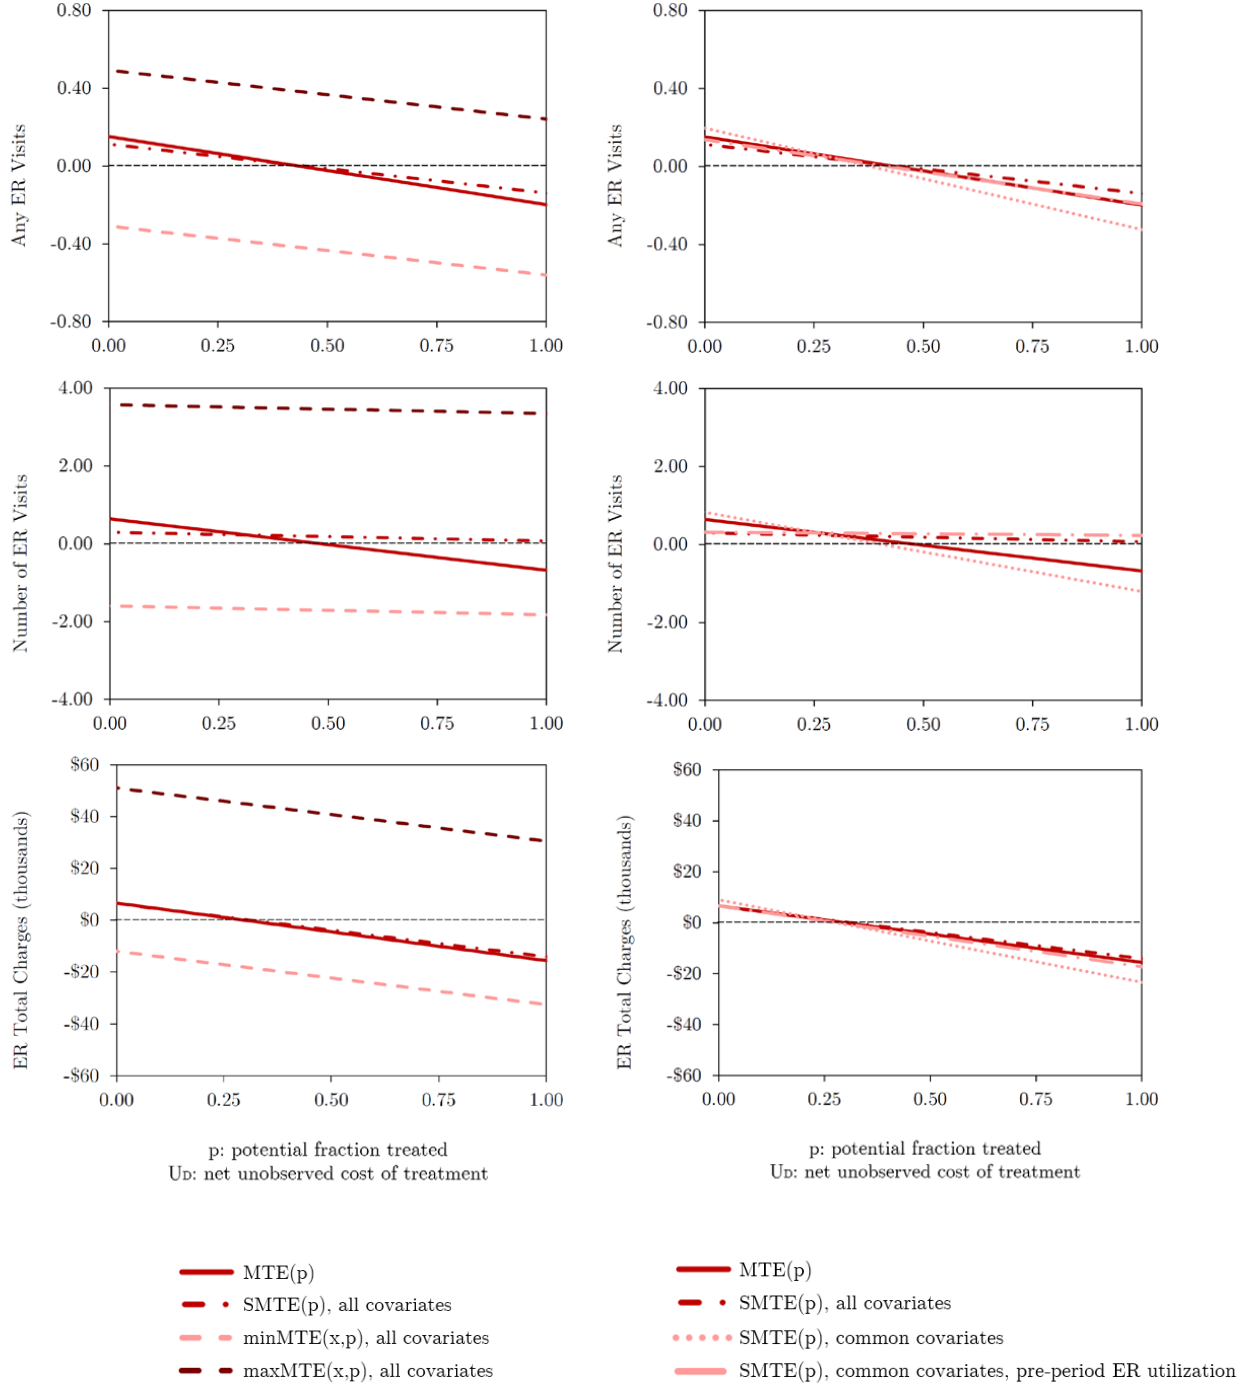 0.80
0.40
0.00
-0.40
-0.80
Any ER Visits
0.00 0.25 0.50 0.75 1.00
0.80
0.40
0.00
-0.40
-0.80
Any ER Visits
0.00 0.25 0.50 0.75 1.00
4.00
2.00
0.00
-2.00
-4.00
Number of ER Visits
0.00 0.25 0.50 0.75 1.00
4.00
2.00
0.00
-2.00
-4.00
Number of ER Visits
0.00 0.25 0.50 0.75 1.00
$60
$40
$20
$0
-$20
-$40
-$60
ER Total Charges (thousands)
0.00 0.25 0.50 0.75 1.00
p: potential fraction treated
UD: net unobserved cost of treatment
$60
$40
$20
$0
-$20
-$40
-$60
ER Total Charges (thousands)
0.00 0.25 0.50 0.75 1.00
p: potential fraction treated
UD: net unobserved cost of treatment
MTE(p)
SMTE(p), all covariates
minMTE(x,p), all covariates
maxMTE(x,p), all covariates
MTE(p)
SMTE(p), all covariates
SMTE(p), common covariates
SMTE(p), common covariates, pre-period ER utilization